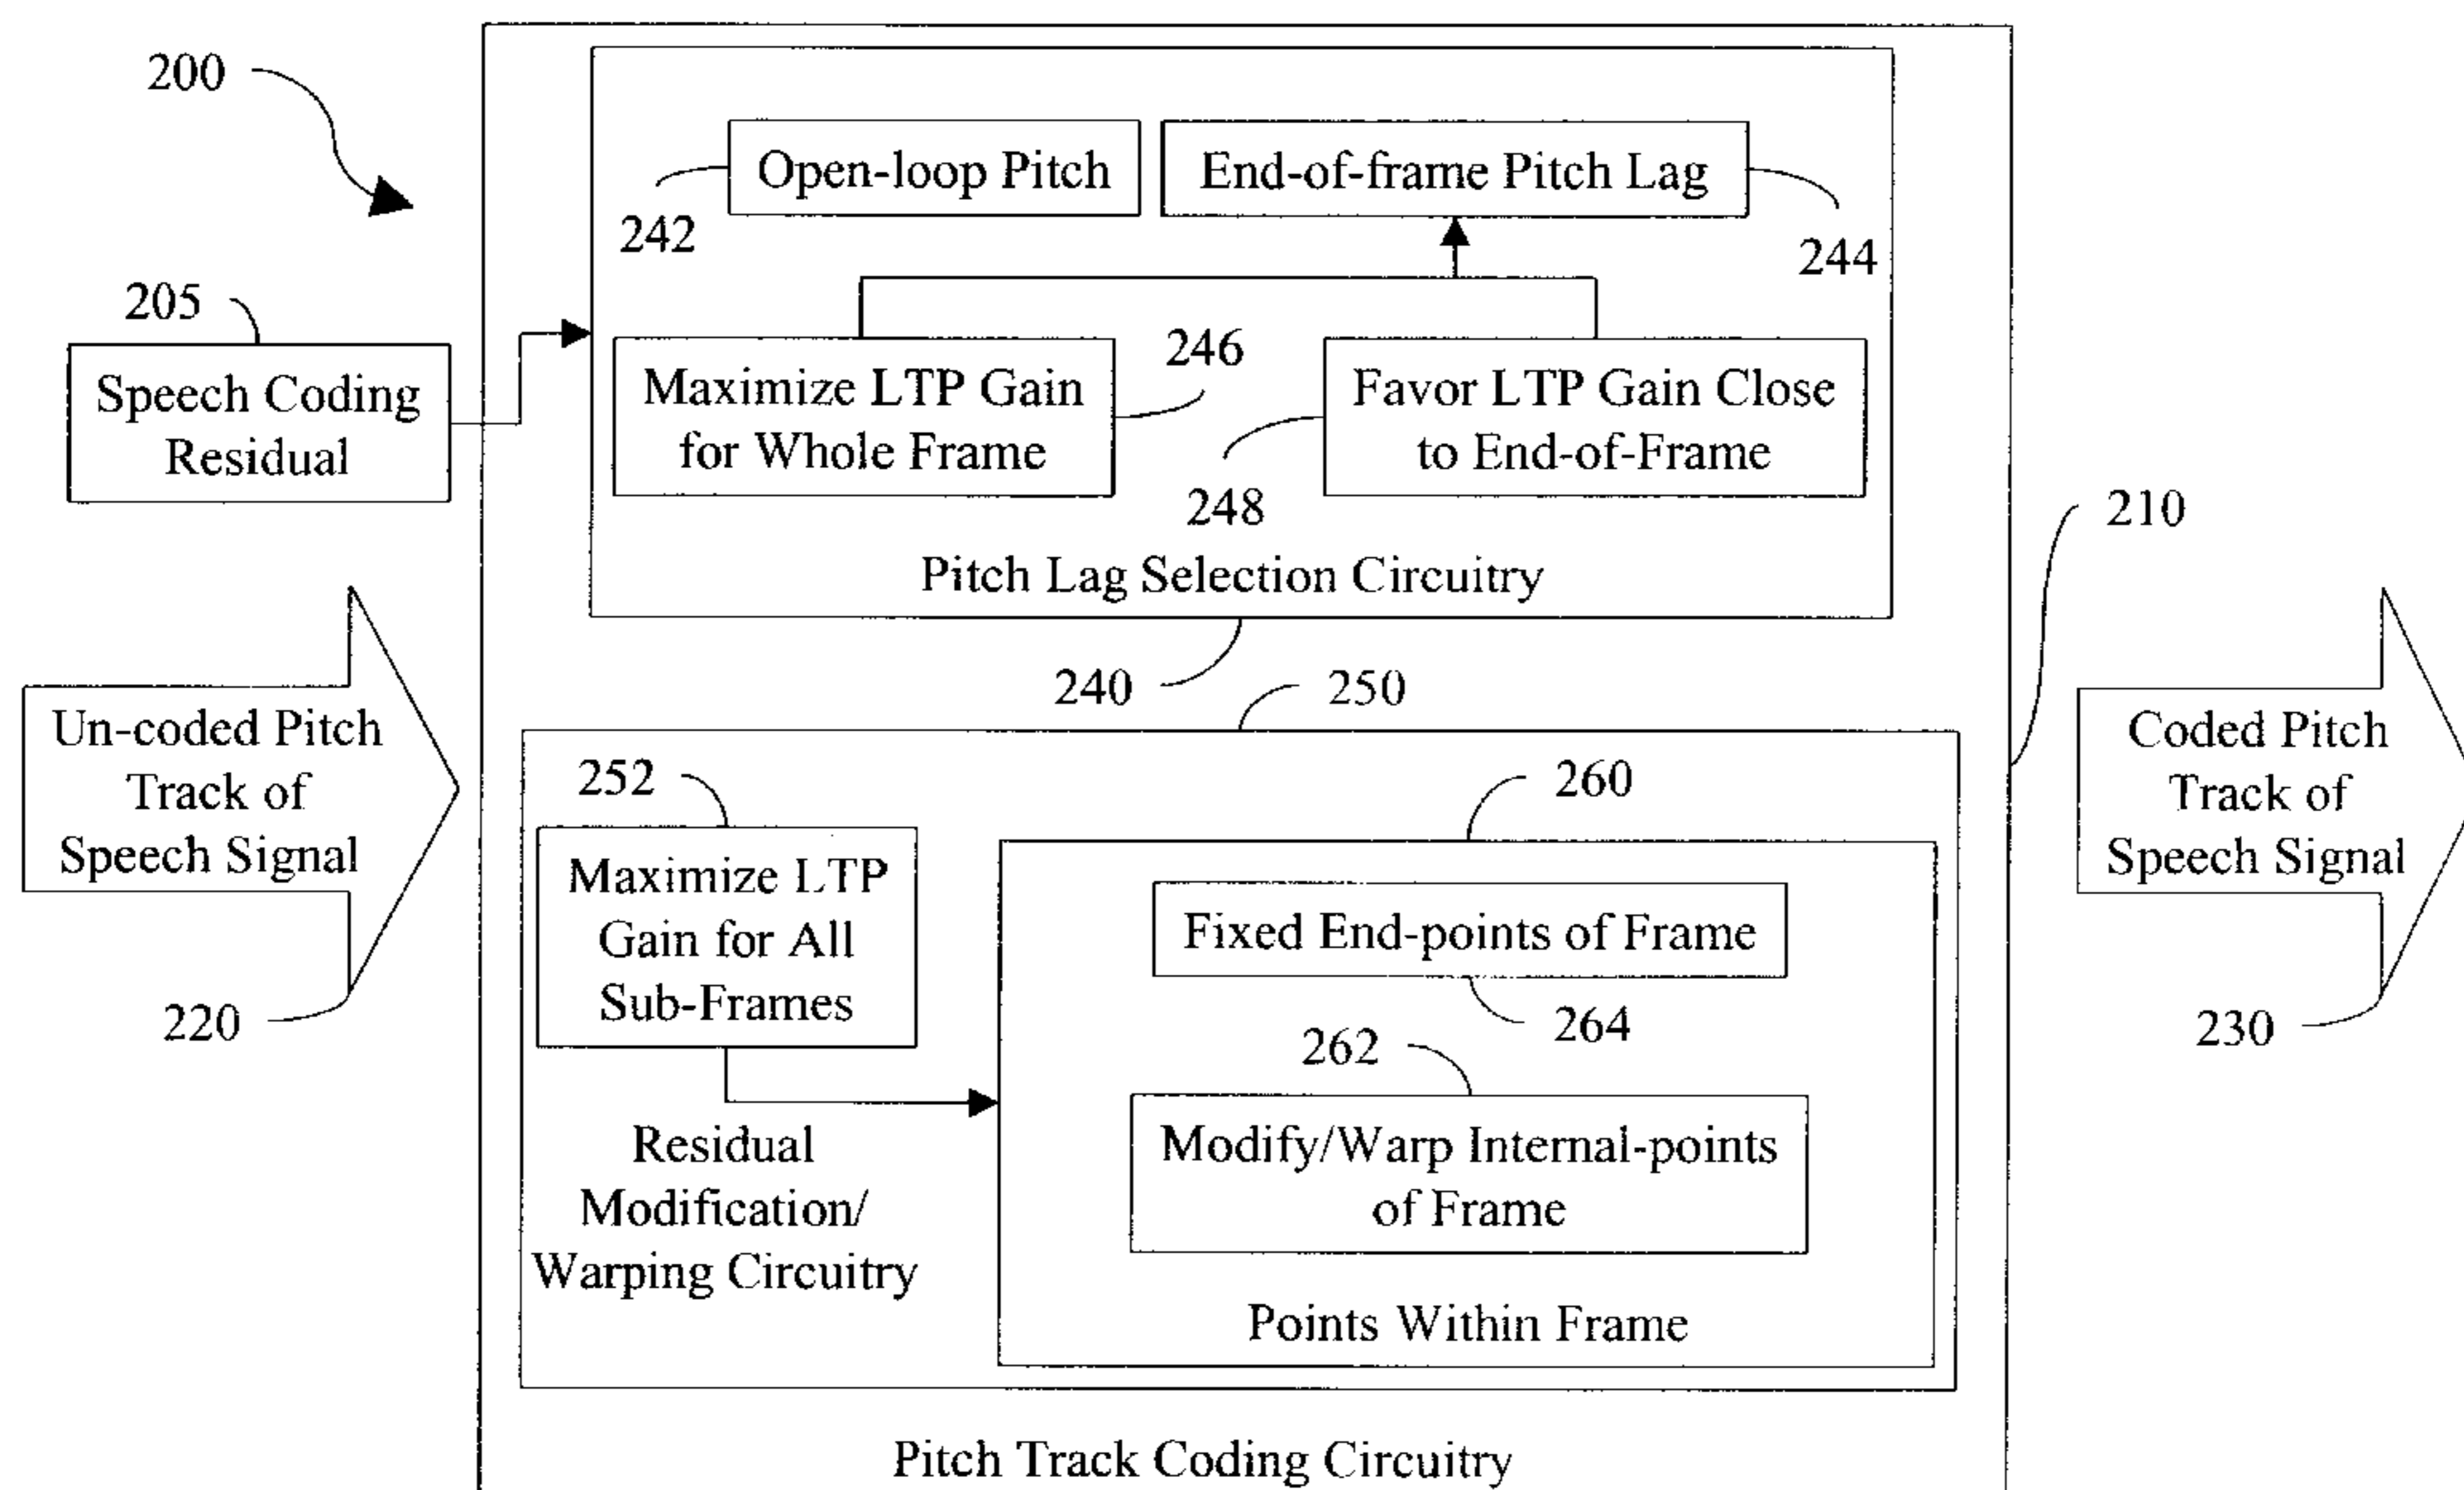 200
Open-loop Pitch
End-of-frame Pitch Lag
242
244
205
246
Speech Coding
Residual
Maximize LTP Gain
for Whole Frame
Favor LTP Gain Close
to End-of-Frame
248
210
Pitch Lag Selection Circuitry
240
250
Un-coded Pitch
Track of
Speech Signal
220
Coded Pitch
Track of
Speech Signal
230
252
260
Maximize LTP
Gain for All
Sub-Frames
Fixed End-points of Frame
264
262
Modify/Warp Internal-points
of Frame
Residual
Modification/
Warping Circuitry
Points Within Frame
Pitch Track Coding Circuitry